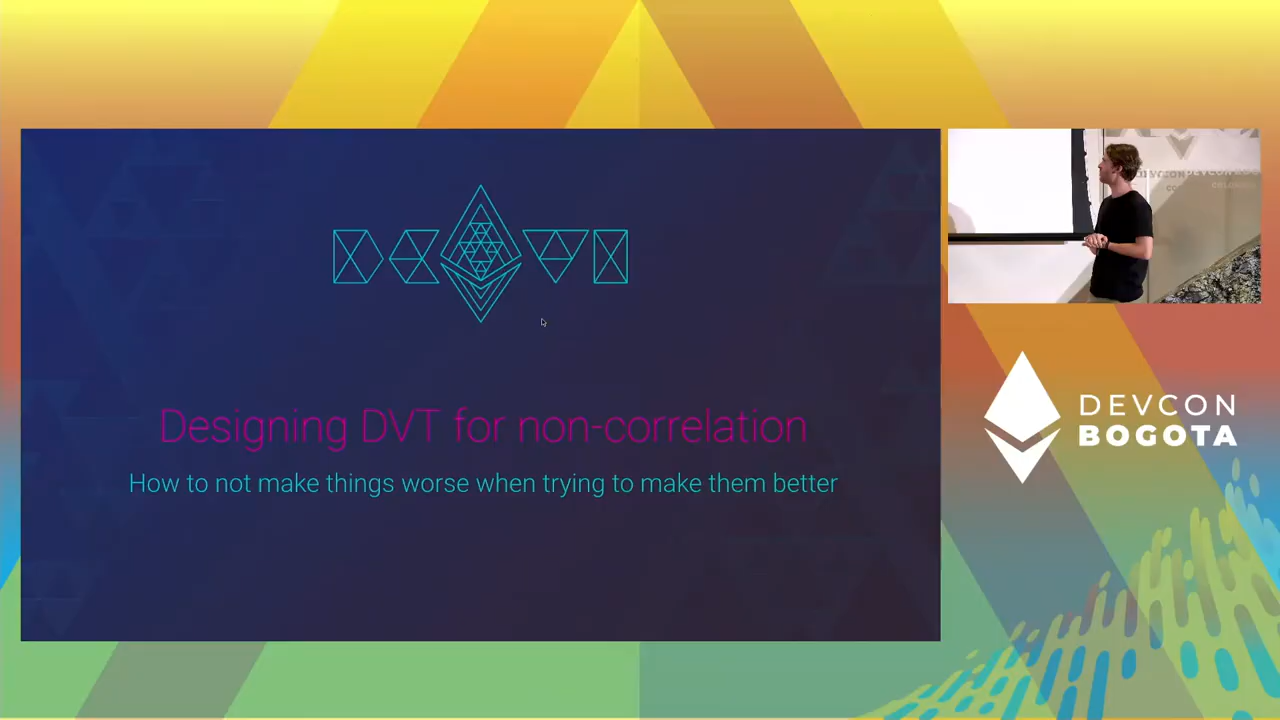 DEVVI
Designing DVT for non-correlation
How to not make things worse when trying to make them better
DEVCON
BOGOTA